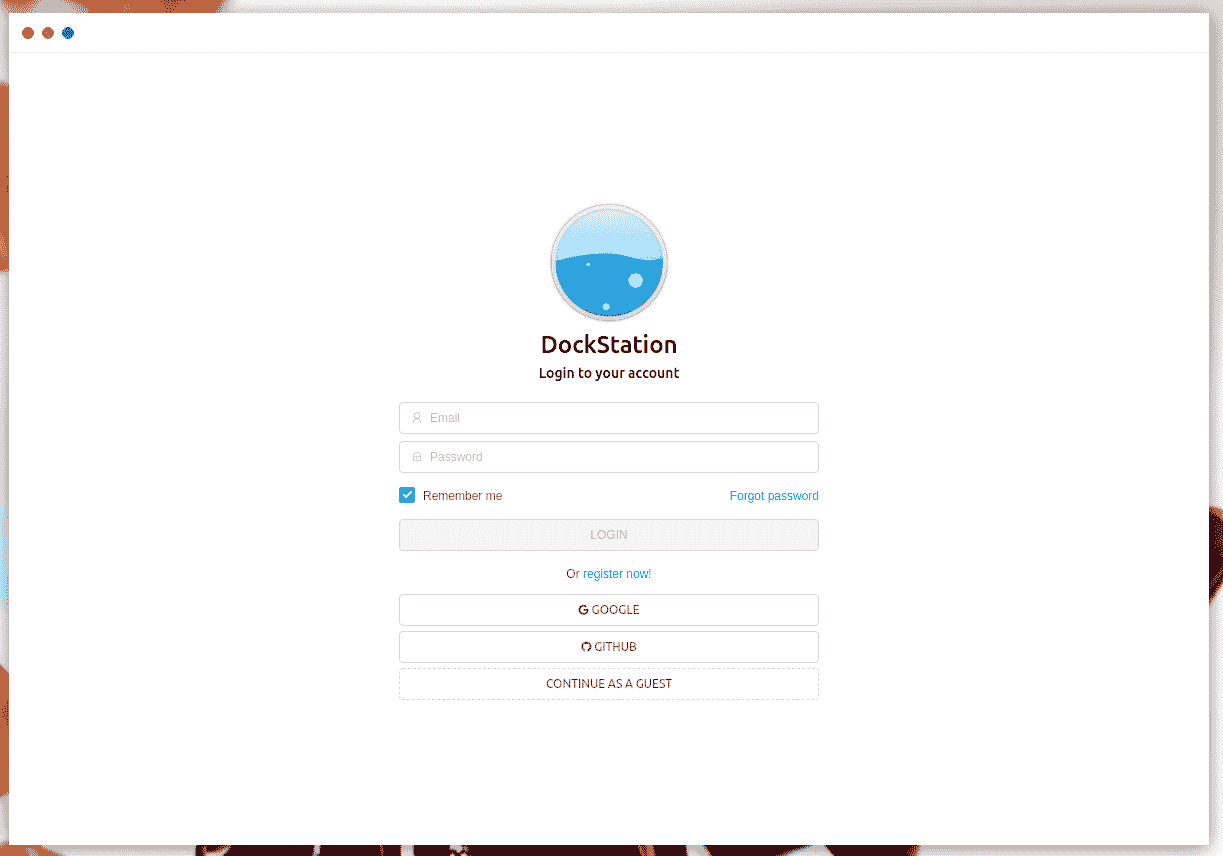 DockStation
Login to your account
Email
Password
Remember me
Forgot password
LOGIN
Or register now!
GOOGLE
GITHUB
CONTINUE AS A GUEST